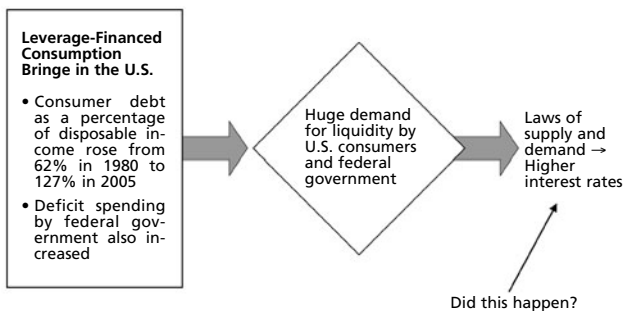 Leverage-Financed
Consumption
Bringe in the U.S.
• Consumer debt
as a percentage
of disposable in-
come rose from
62% in 1980 to
127% in 2005
• Deficit spending
by federal gov-
ernment also in-
creased
Huge demand
for liquidity by
U.S. consumers
and federal
government
Laws of
supply and
demand →
Higher
interest rates
Did this happen?